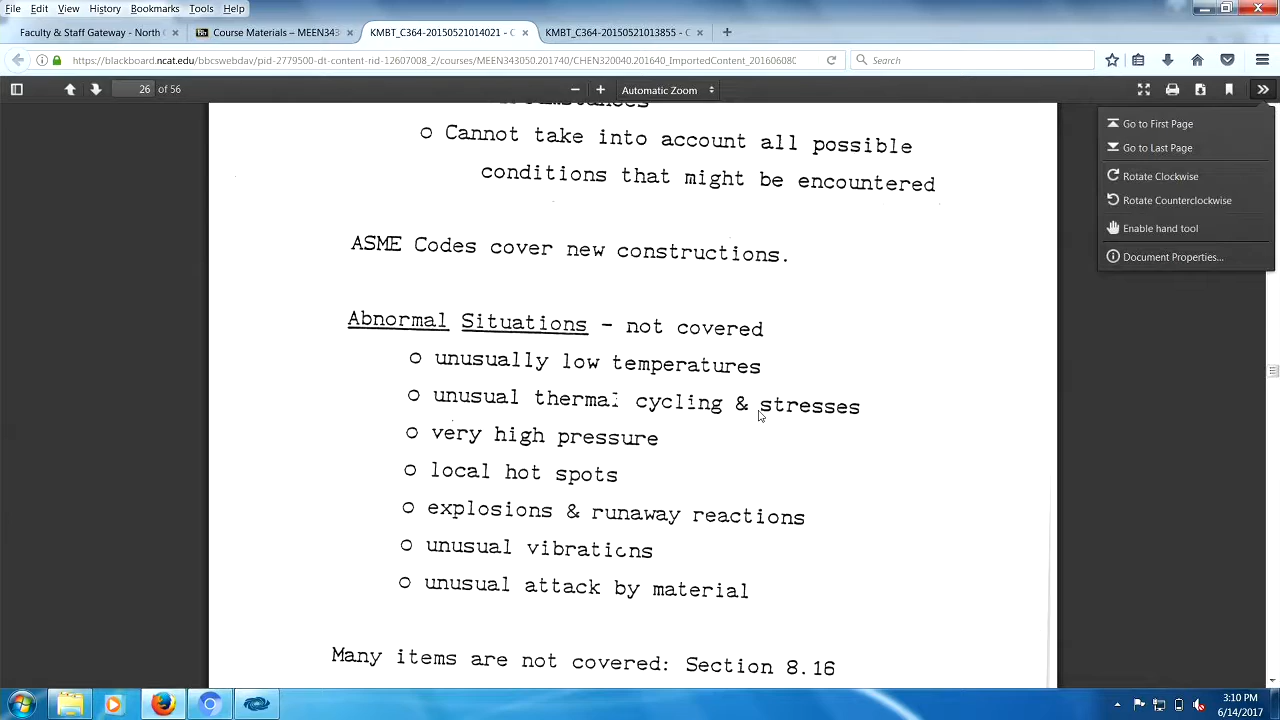 File Edit View History Bookmarks Tools Help
Faculty & Staff Gateway - North C
Course Materials – MEEN343
KMBT_C364-20150521014021 - C
KMBT_C364-20150521013855 - C
https://blackboard.ncat.edu/bbcswebdav/pid-2779500-dt-content-rid-12607008_2/courses/MEEN343050.201740/CHEN320040.201640_ImportedContent_201606080
Search
26 of 56
Automatic Zoom
Go to First Page
Go to Last Page
Rotate Clockwise
Rotate Counterclockwise
Enable hand tool
Document Properties...
o Cannot take into account all possible
conditions that might be encountered
ASME Codes cover new constructions.
Abnormal Situations - not covered
o unusually low temperatures
o unusual thermal cycling & stresses
o very high pressure
o local hot spots
o explosions & runaway reactions
o unusual vibrations
o unusual attack by material
Many items are not covered: Section 8.16
3:10 PM
6/14/2017